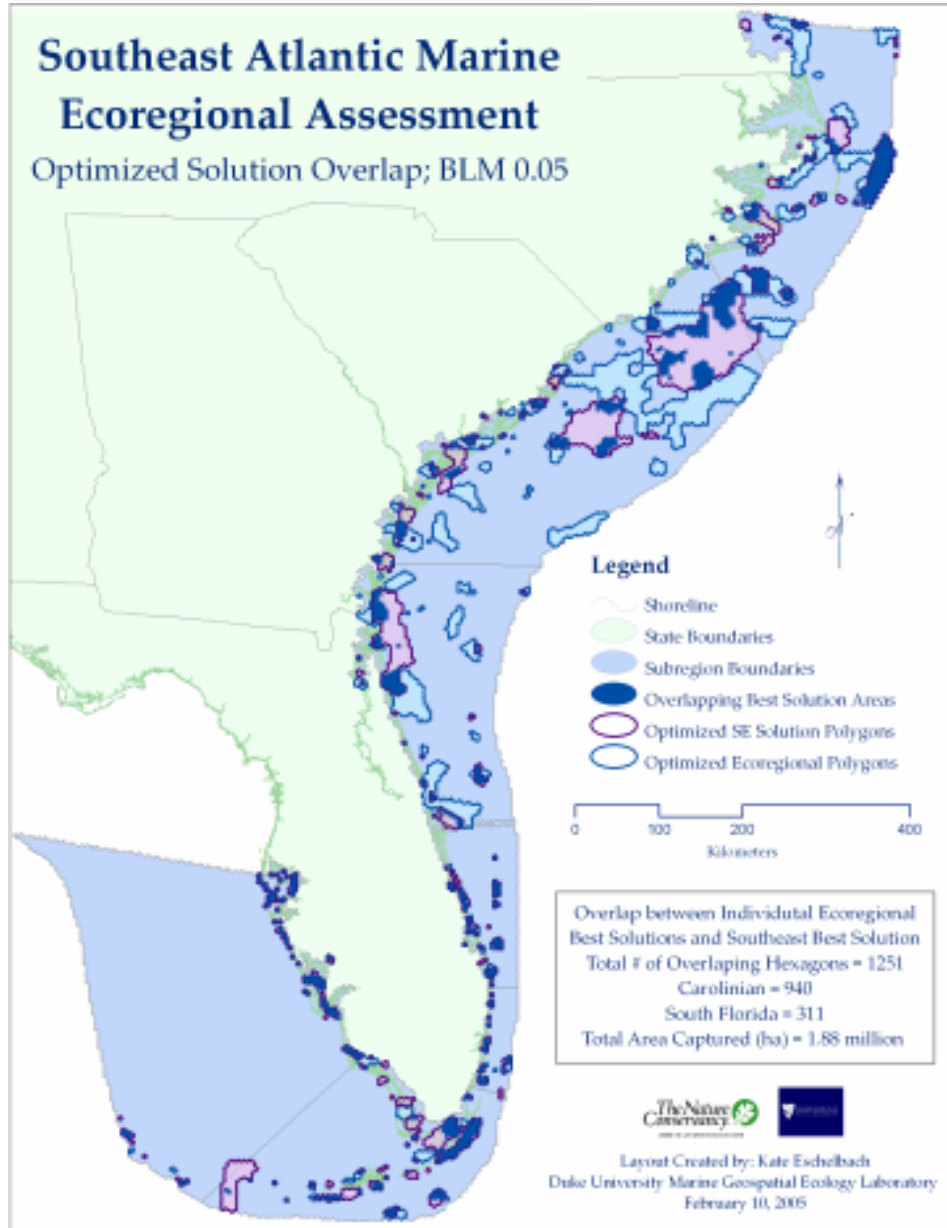 Southeast Atlantic Marine
Ecoregional Assessment
Optimized Solution Overlap; BLM 0.05
Legend
Shoreline
State Boundaries
Subregion Boundaries
Overlapping Best Solution Areas
Optimized SE Solution Polygons
Optimized Ecoregional Polygons
0 100 200 400
Kilometers
Overlap between Individutal Ecoregional
Best Solutions and Southeast Best Solution
Total # of Overlaping Hexagons = 1251
Carolinian = 940
South Florida = 311
Total Area Captured (ha) = 1.88 million
The Nature
Conservancy
Layout Created by: Kate Eschelbach
Duke University Marine Geospatial Ecology Laboratory
February 10, 2005